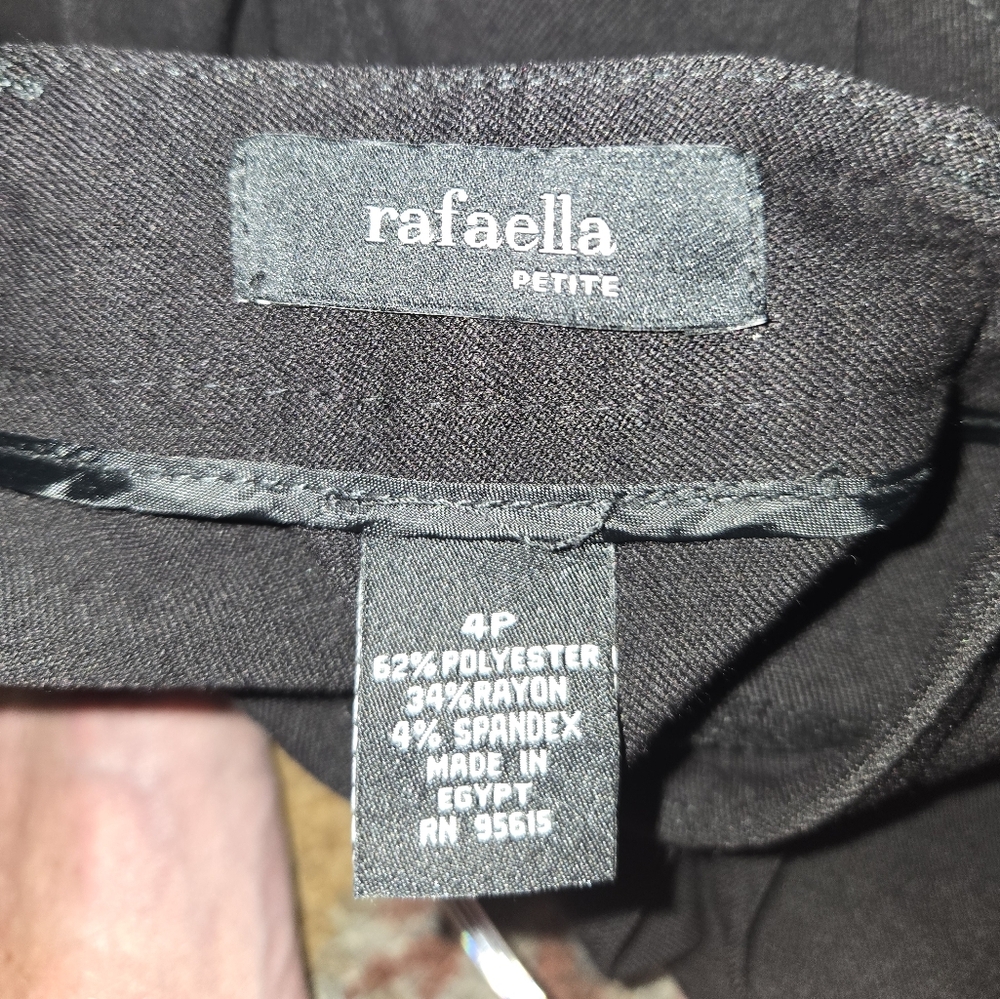 rafaella
PETITE
4P
62% POLYESTER
34% RAYON
4% SPANDEX
MADE IN
EGYPT
RN 95615